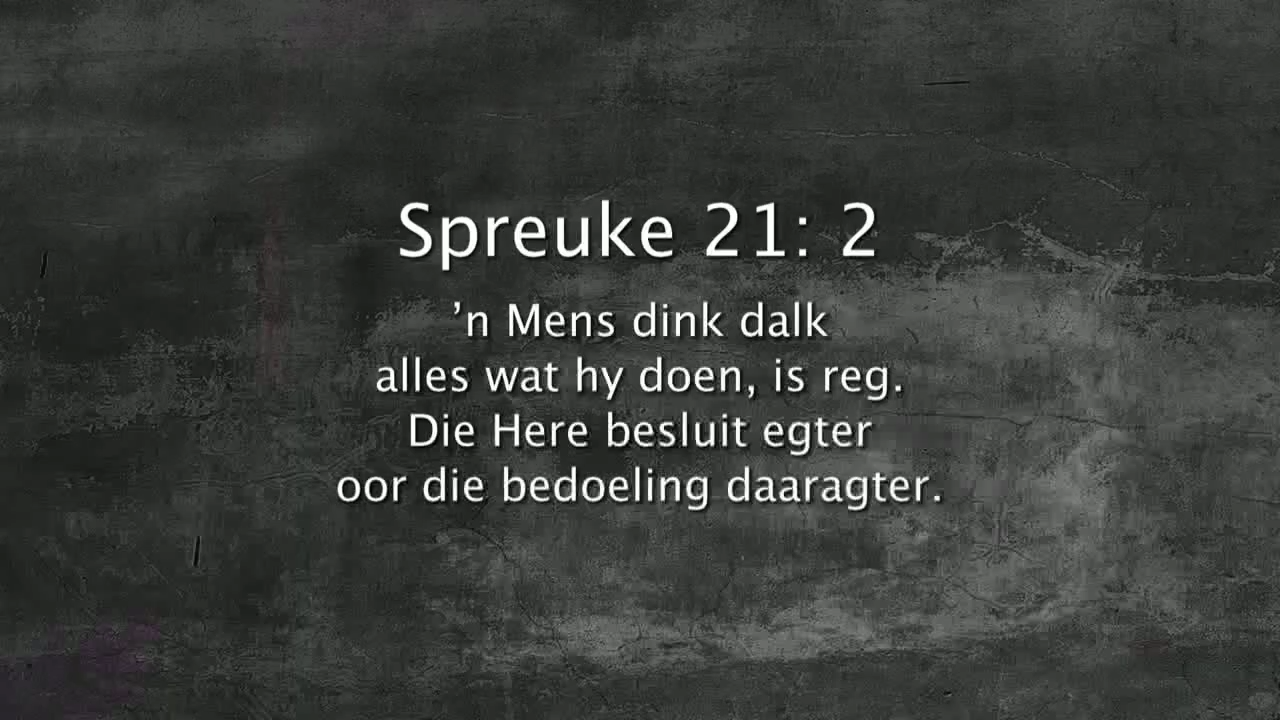 Spreuke 21: 2
’n Mens dink dalk
alles wat hy doen, is reg.
Die Here besluit egter
oor die bedoeling daaragter.